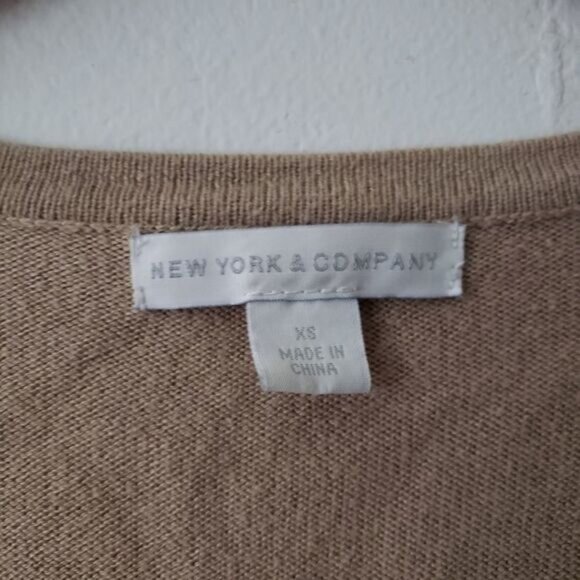 NEW YORK & COMPANY
XS
MADE IN
CHINA